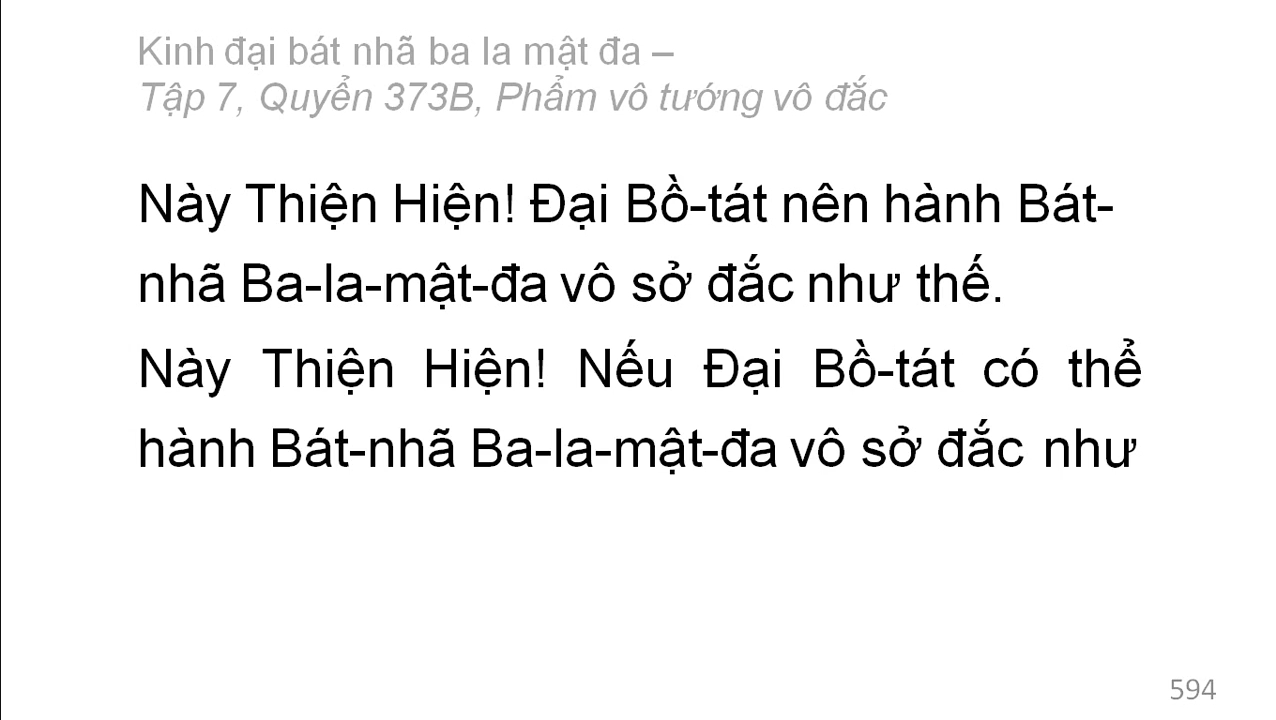 Kinh đại bát nhã ba la mật đa –
Tập 7, Quyển 373B, Phẩm vô tướng vô đắc
Này Thiện Hiện! Đại Bồ-tát nên hành Bát-
nhã Ba-la-mật-đa vô sở đắc như thế.
Này Thiện Hiện! Nếu Đại Bồ-tát có thể
hành Bát-nhã Ba-la-mật-đa vô sở đắc như
594